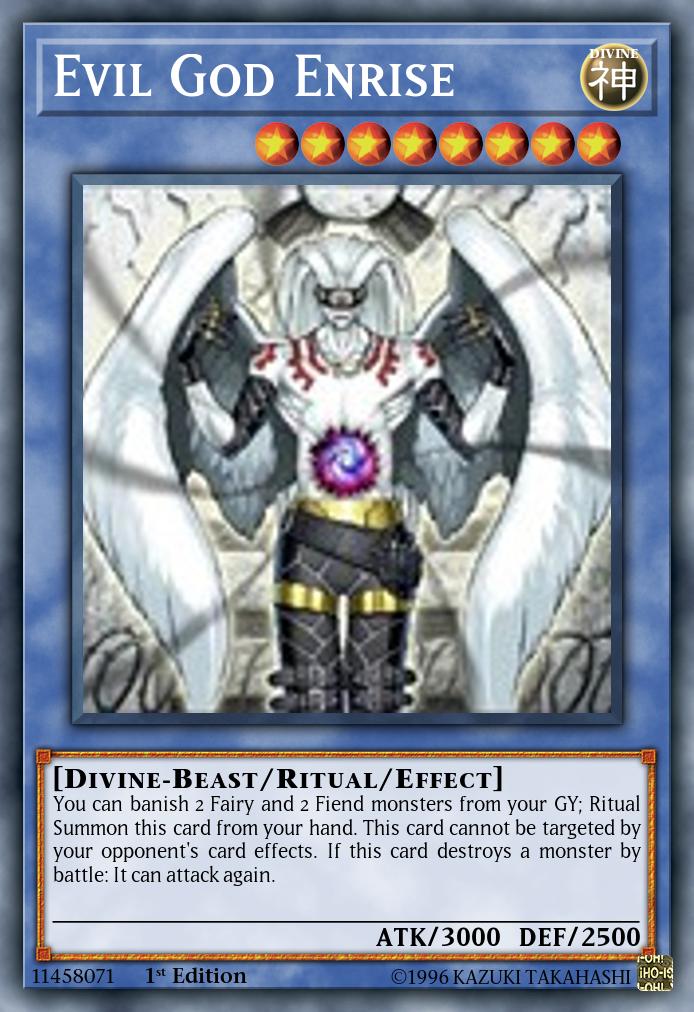 Evil God Enrise
DIVINE
神
[Divine-Beast/Ritual/Effect]
You can banish 2 Fairy and 2 Fiend monsters from your GY; Ritual
Summon this card from your hand. This card cannot be targeted by
your opponent's card effects. If this card destroys a monster by
battle: It can attack again.
ATK/3000 DEF/2500
11458071 1st Edition ©1996 KAZUKI TAKAHASHI